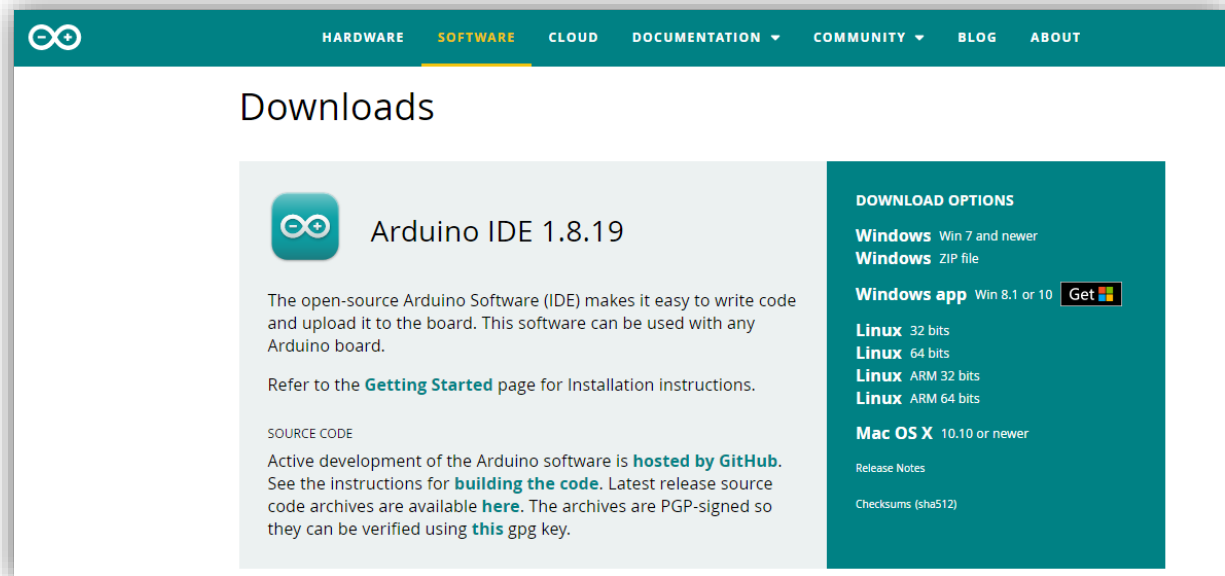 HARDWARE SOFTWARE CLOUD DOCUMENTATION COMMUNITY BLOG ABOUT
Downloads
Arduino IDE 1.8.19
The open-source Arduino Software (IDE) makes it easy to write code
and upload it to the board. This software can be used with any
Arduino board.
Refer to the Getting Started page for Installation instructions.
SOURCE CODE
Active development of the Arduino software is hosted by GitHub.
See the instructions for building the code. Latest release source
code archives are available here. The archives are PGP-signed so
they can be verified using this gpg key.
DOWNLOAD OPTIONS
Windows Win 7 and newer
Windows ZIP file
Windows app Win 8.1 or 10 Get
Linux 32 bits
Linux 64 bits
Linux ARM 32 bits
Linux ARM 64 bits
Mac OS X 10.10 or newer
Release Notes
Checksums (sha512)